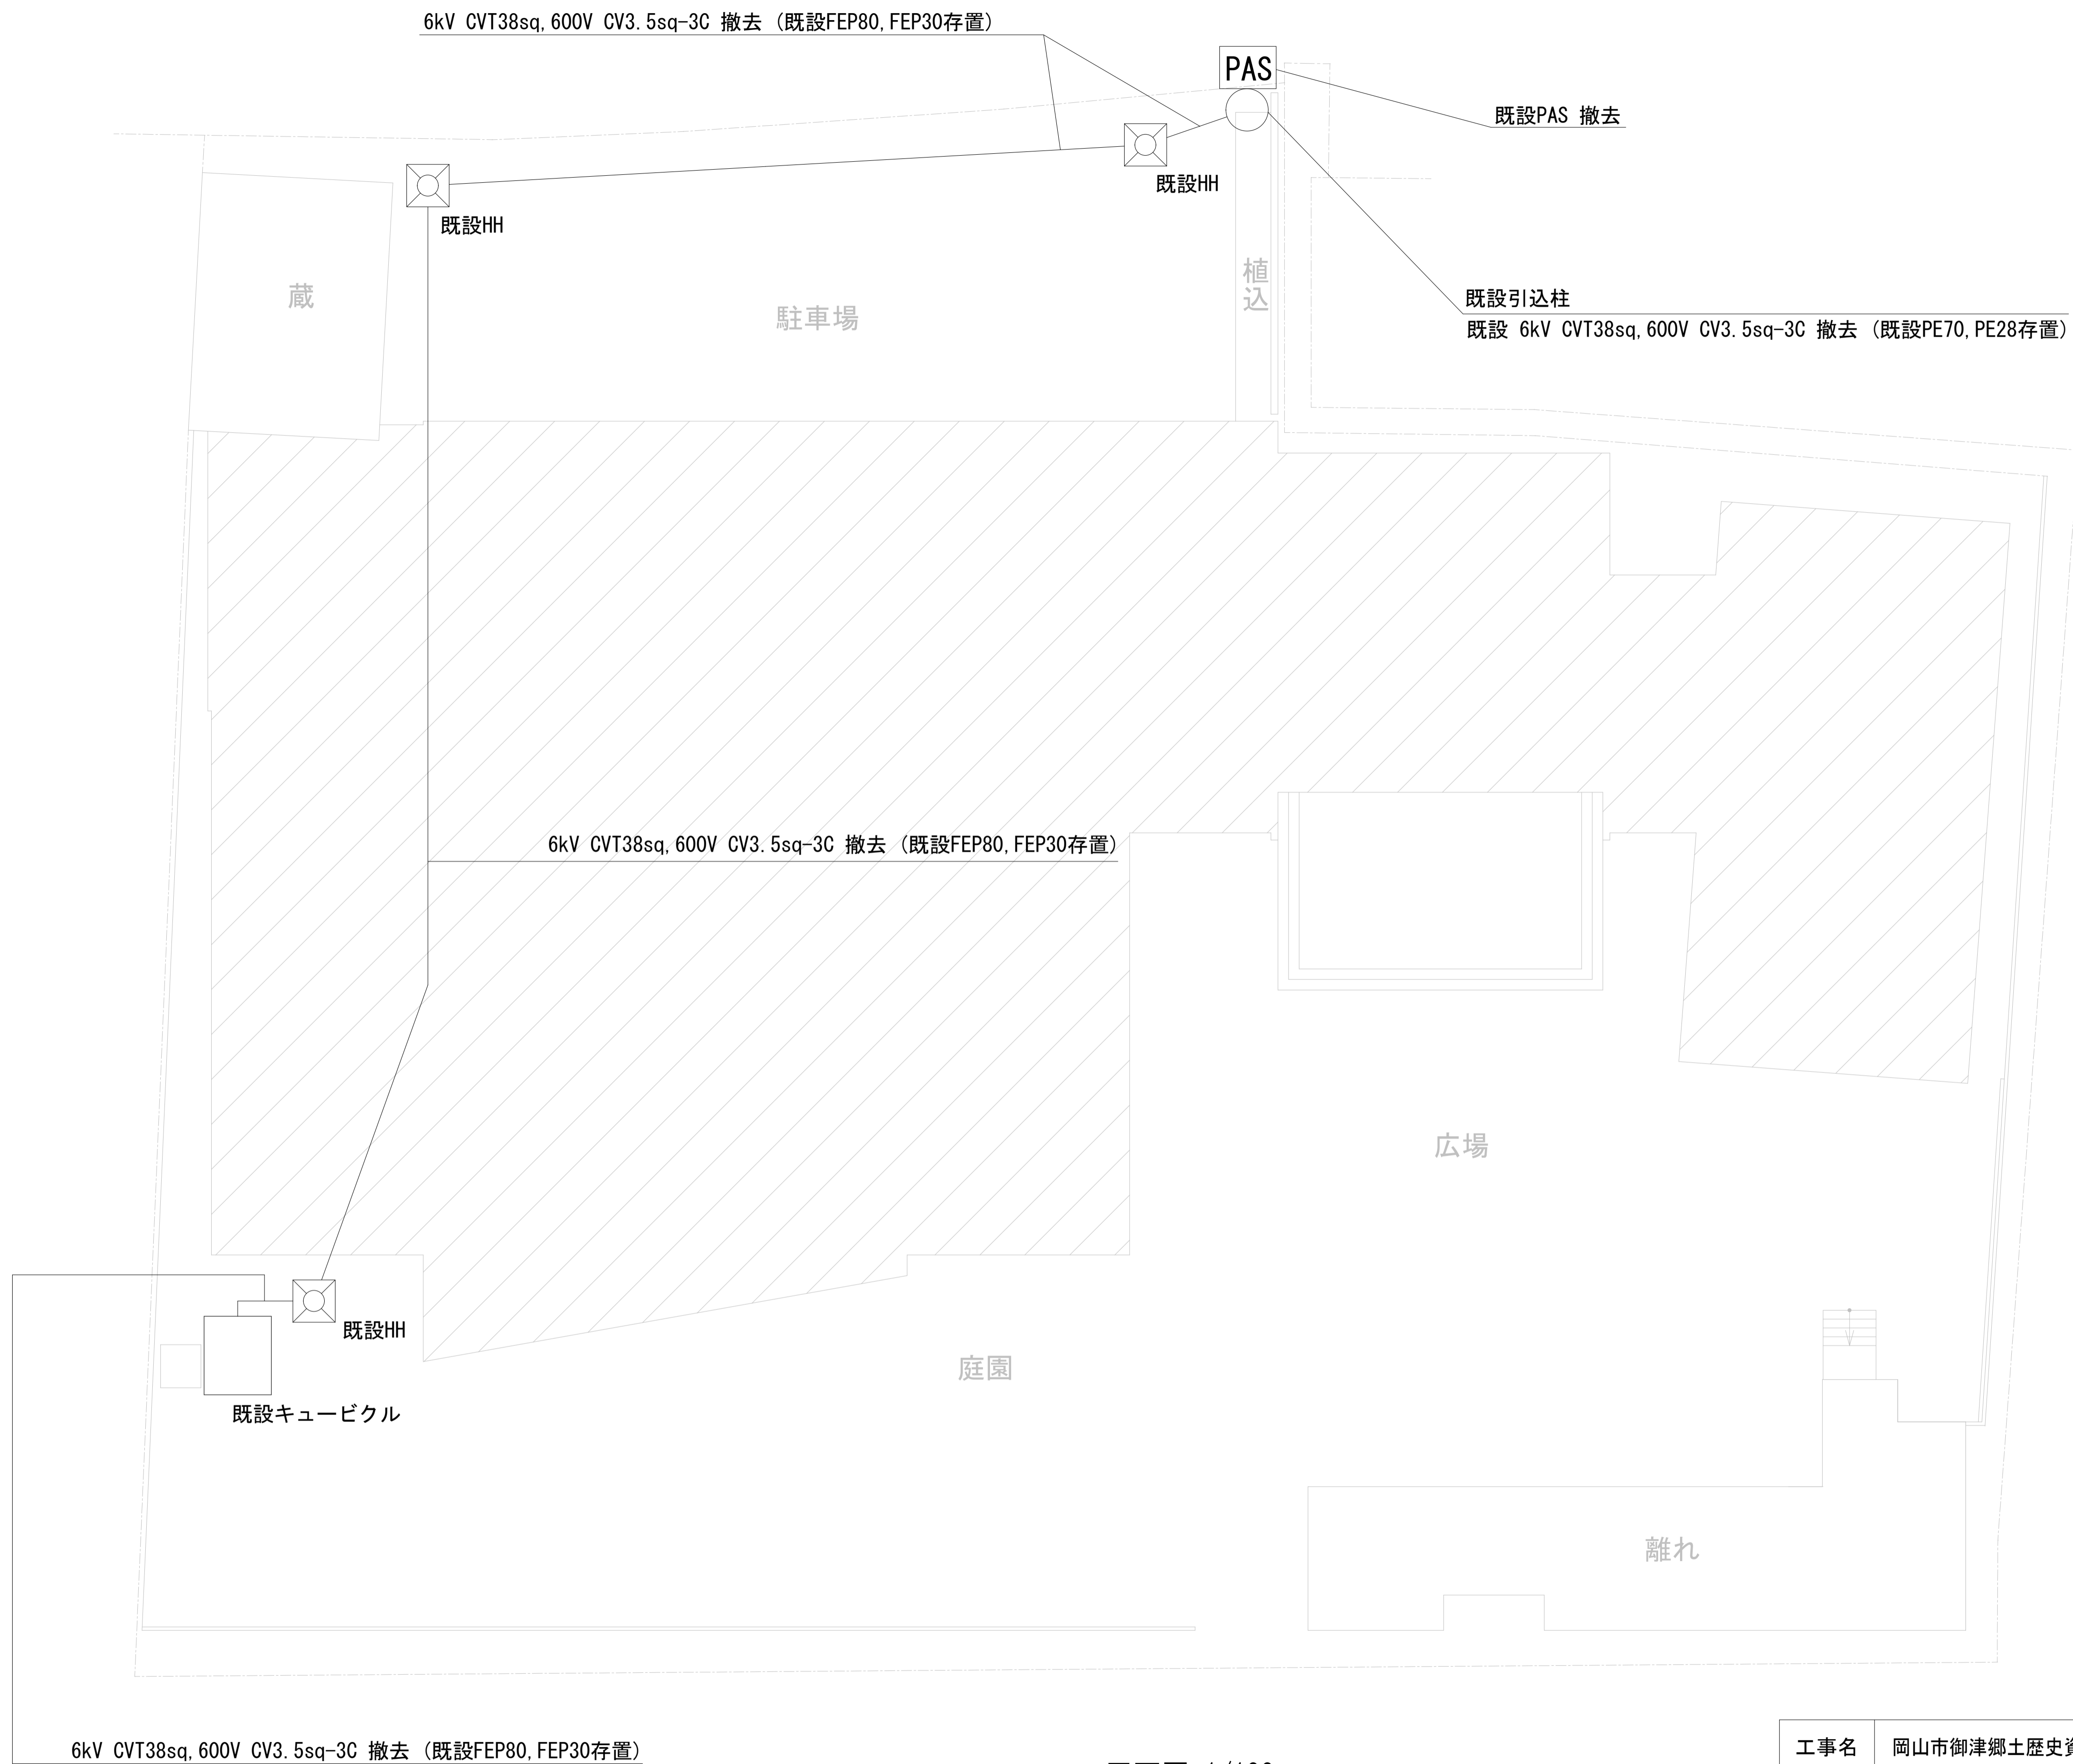 6kV CVT38sq,600V CV3.5sq-3C 撤去 (既設FEP80,FEP30存置)
PAS
既設PAS 撤去
既設HH
既設HH
蔵
駐車場
植込
既設引込柱
既設 6kV CVT38sq,600V CV3.5sq-3C 撤去 (既設PE70,PE28存置)
6kV CVT38sq,600V CV3.5sq-3C 撤去 (既設FEP80,FEP30存置)
広場
既設HH
庭園
既設キュービクル
離れ
6kV CVT38sq,600V CV3.5sq-3C 撤去 (既設FEP80,FEP30存置)
工事名 岡山市御津郷土歴史